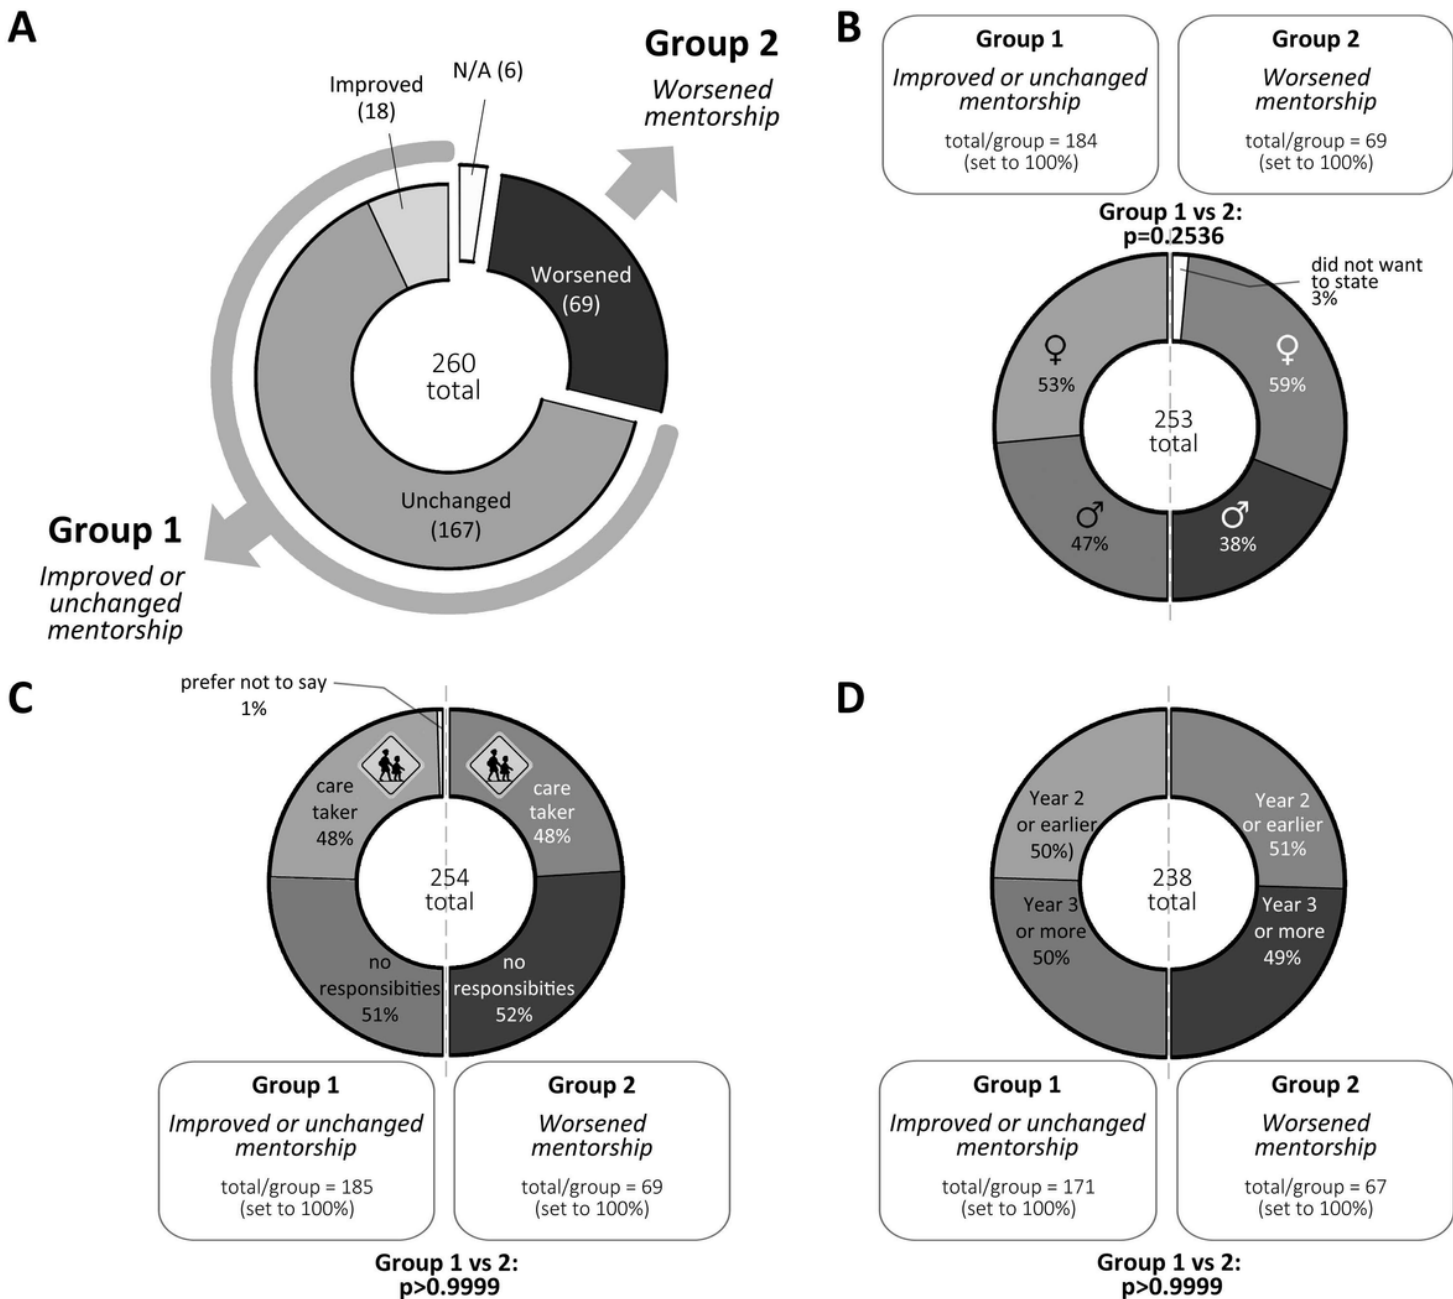 A
Group 2
Worsened
mentorship
N/A (6)
Improved
(18)
Worsened
(69)
260
total
Unchanged
(167)
Group 1
Improved or
unchanged
mentorship
B
Group 1
Improved or unchanged
mentorship
total/group = 184
(set to 100%)
Group 2
Worsened
mentorship
total/group = 69
(set to 100%)
Group 1 vs 2:
p=0.2536
did not want
to state
3%
♀
53%
♀
59%
253
total
♂
47%
♂
38%
C
prefer not to say
1%
care
taker
48%
care
taker
48%
254
total
no
responsibities
51%
no
responsibities
52%
Group 1
Improved or unchanged
mentorship
total/group = 185
(set to 100%)
Group 2
Worsened
mentorship
total/group = 69
(set to 100%)
Group 1 vs 2:
p>0.9999
D
Year 2
or earlier
50%)
Year 2
or earlier
51%
238
total
Year 3
or more
50%
Year 3
or more
49%
Group 1
Improved or unchanged
mentorship
total/group = 171
(set to 100%)
Group 2
Worsened
mentorship
total/group = 67
(set to 100%)
Group 1 vs 2:
p>0.9999